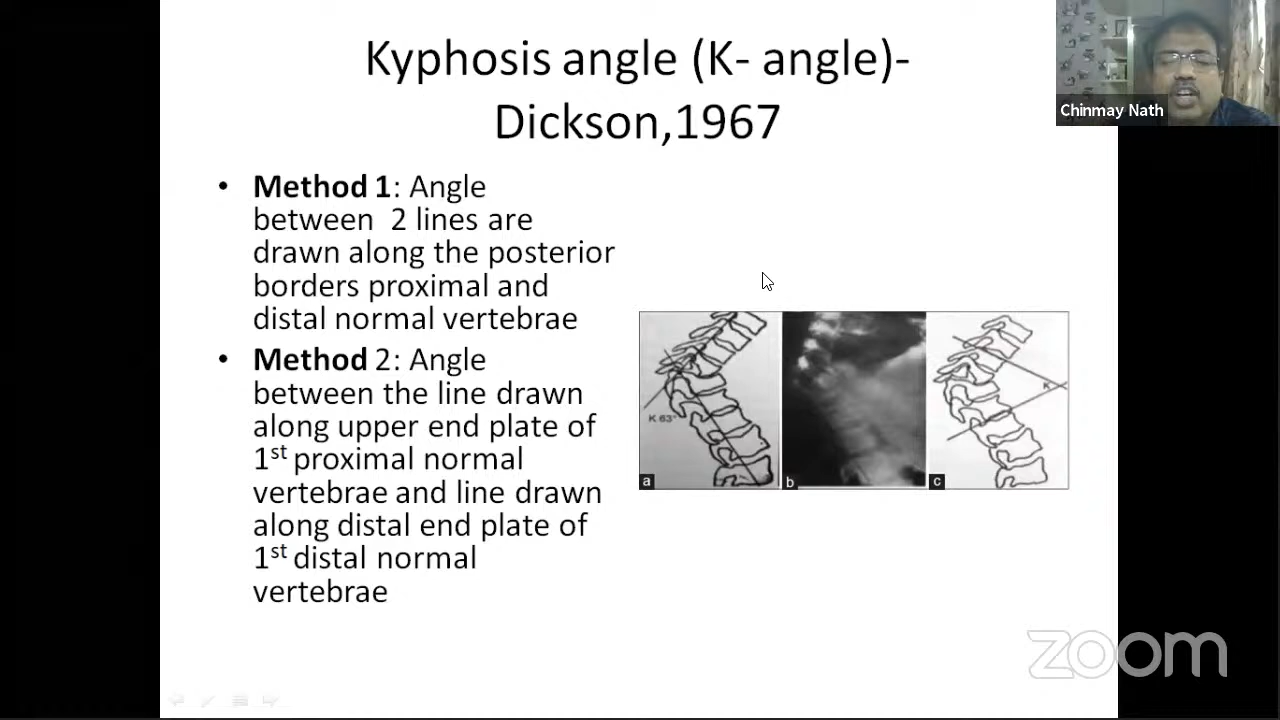 Kyphosis angle (K- angle)-
Dickson,1967
Chinmay Nath
• Method 1: Angle
between 2 lines are
drawn along the posterior
borders proximal and
distal normal vertebrae
• Method 2: Angle
between the line drawn
along upper end plate of
1st proximal normal
vertebrae and line drawn
along distal end plate of
1st distal normal
vertebrae
K 63°
K
a
b
c
zoom